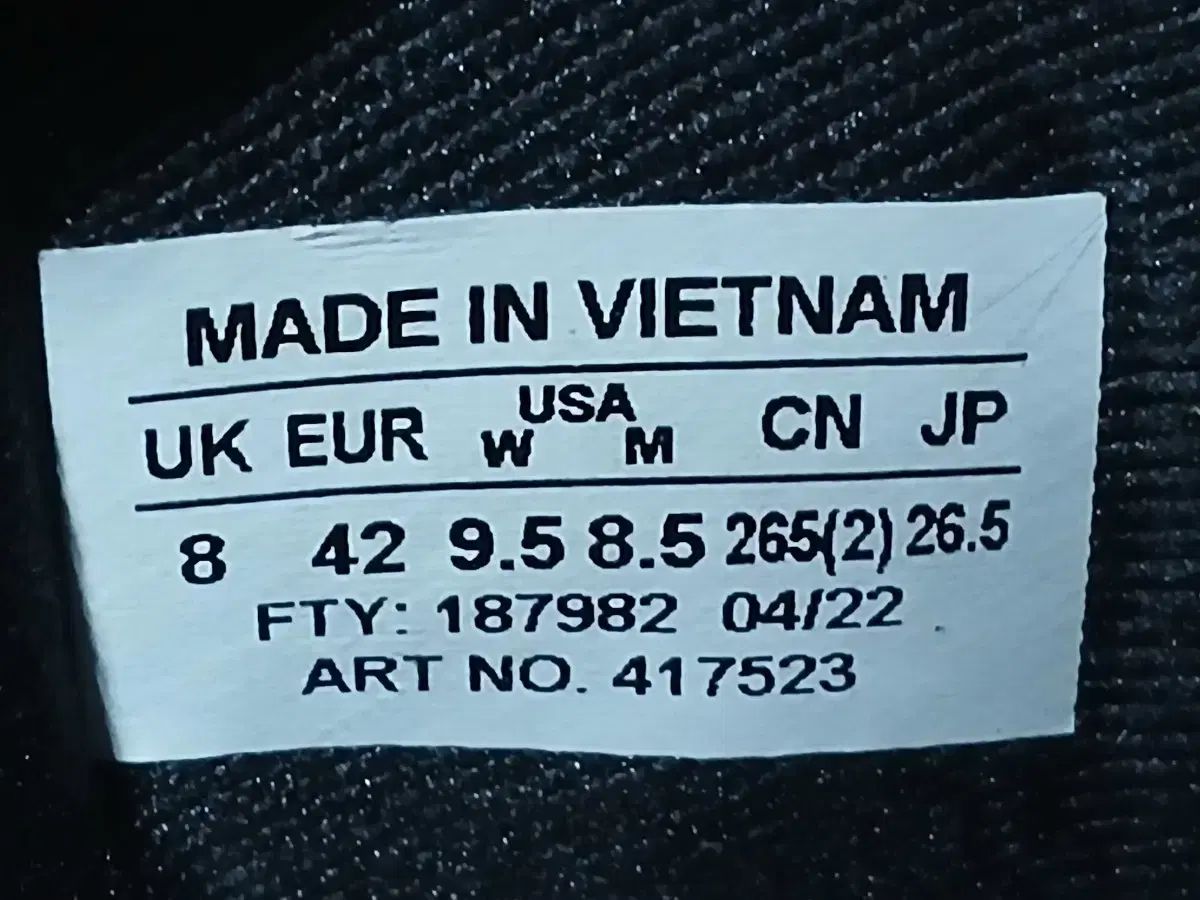 MADE IN VIETNAM
UK EUR USA W M CN JP
8 42 9.5 8.5 265(2) 26.5
FTY: 187982 04/22
ART NO. 417523